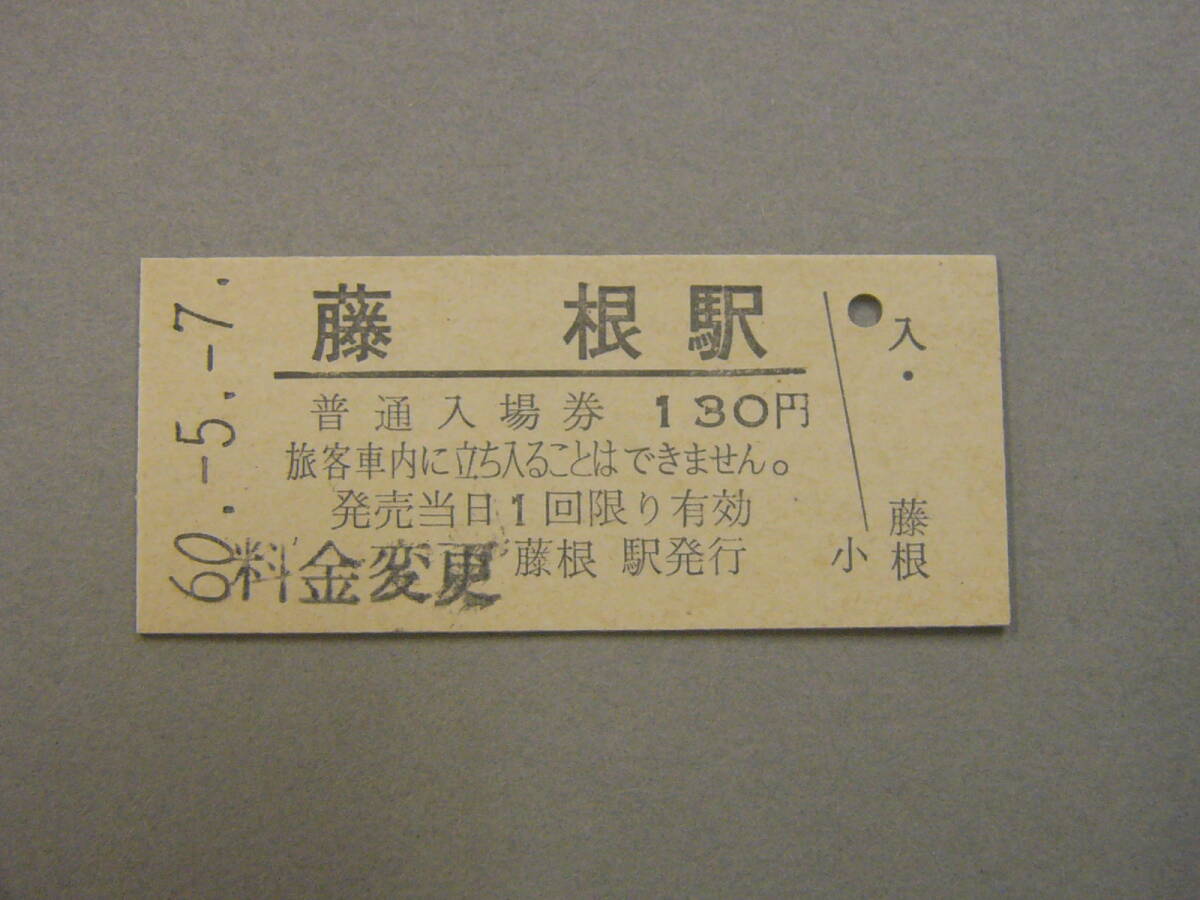 藤根駅
普通入場券 130円
旅客車内に立ち入ることはできません。
発売当日1回限り有効
藤根 駅発行
料金変更
60.-5.-7.
入・藤根
小